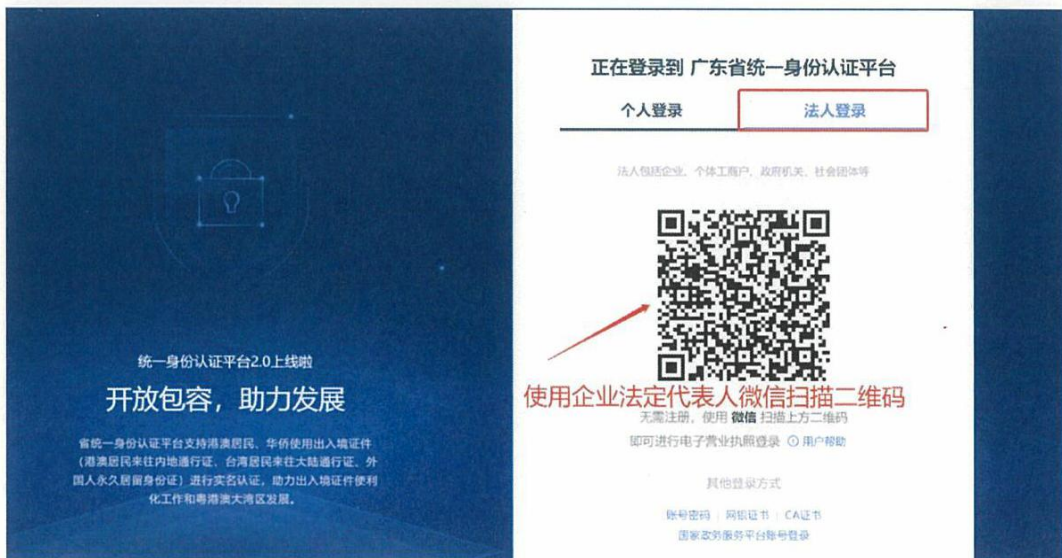 统一身份认证平台2.0上线啦
开放包容，助力发展
省统一身份认证平台支持港澳居民、华侨使用出入境证件
（港澳居民来往内地通行证、台湾居民来往大陆通行证、外
国人永久居留身份证）进行实名认证，助力出入境证件便利
化工作和粤港澳大湾区发展。
正在登录到 广东省统一身份认证平台
个人登录 法人登录
法人包括企业、个体工商户、政府机关、社会团体等
使用企业法定代表人微信扫描二维码
无需注册，使用 微信 扫描上方二维码
即可进行电子营业执照登录 用户帮助
其他登录方式
账号密码 | 网银证书 | CA证书
国家政务服务平台账号登录